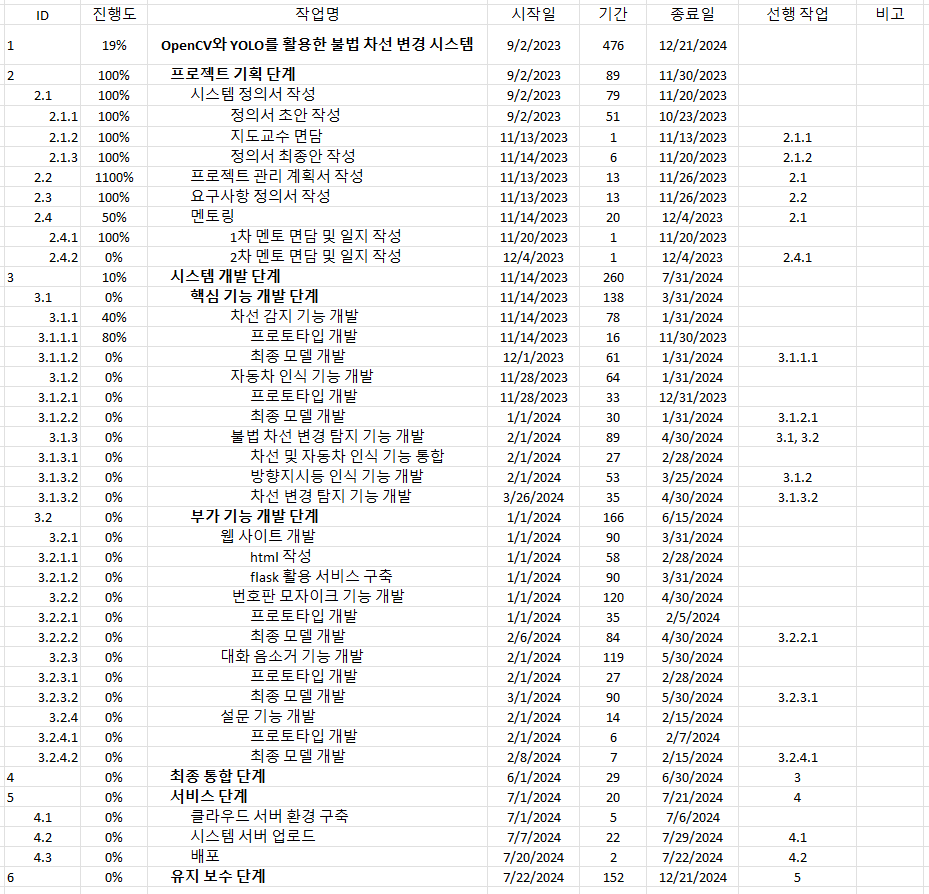 ID 진행도 작업명 시작일 기간 종료일 선행 작업 비고
1 19% OpenCV와 YOLO를 활용한 불법 차선 변경 시스템 9/2/2023 476 12/21/2024
2 100% 프로젝트 기획 단계 9/2/2023 89 11/30/2023
2.1 100% 시스템 정의서 작성 9/2/2023 79 11/20/2023
2.1.1 100% 정의서 초안 작성 9/2/2023 51 10/23/2023
2.1.2 100% 지도교수 면담 11/13/2023 1 11/13/2023 2.1.1
2.1.3 100% 정의서 최종안 작성 11/14/2023 6 11/20/2023 2.1.2
2.2 1100% 프로젝트 관리 계획서 작성 11/13/2023 13 11/26/2023 2.1
2.3 100% 요구사항 정의서 작성 11/13/2023 13 11/26/2023 2.2
2.4 50% 멘토링 11/14/2023 20 12/4/2023 2.1
2.4.1 100% 1차 멘토 면담 및 일지 작성 11/20/2023 1 11/20/2023
2.4.2 0% 2차 멘토 면담 및 일지 작성 12/4/2023 1 12/4/2023 2.4.1
3 10% 시스템 개발 단계 11/14/2023 260 7/31/2024
3.1 0% 핵심 기능 개발 단계 11/14/2023 138 3/31/2024
3.1.1 40% 차선 감지 기능 개발 11/14/2023 78 1/31/2024
3.1.1.1 80% 프로토타입 개발 11/14/2023 16 11/30/2023
3.1.1.2 0% 최종 모델 개발 12/1/2023 61 1/31/2024 3.1.1.1
3.1.2 0% 자동차 인식 기능 개발 11/28/2023 64 1/31/2024
3.1.2.1 0% 프로토타입 개발 11/28/2023 33 12/31/2023
3.1.2.2 0% 최종 모델 개발 1/1/2024 30 1/31/2024 3.1.2.1
3.1.3 0% 불법 차선 변경 탐지 기능 개발 2/1/2024 89 4/30/2024 3.1, 3.2
3.1.3.1 0% 차선 및 자동차 인식 기능 통합 2/1/2024 27 2/28/2024
3.1.3.2 0% 방향지시등 인식 기능 개발 2/1/2024 53 3/25/2024 3.1.2
3.1.3.2 0% 차선 변경 탐지 기능 개발 3/26/2024 35 4/30/2024 3.1.3.2
3.2 0% 부가 기능 개발 단계 1/1/2024 166 6/15/2024
3.2.1 0% 웹 사이트 개발 1/1/2024 90 3/31/2024
3.2.1.1 0% html 작성 1/1/2024 58 2/28/2024
3.2.1.2 0% flask 활용 서비스 구축 1/1/2024 90 3/31/2024
3.2.2 0% 번호판 모자이크 기능 개발 1/1/2024 120 4/30/2024
3.2.2.1 0% 프로토타입 개발 1/1/2024 35 2/5/2024
3.2.2.2 0% 최종 모델 개발 2/6/2024 84 4/30/2024 3.2.2.1
3.2.3 0% 대화 음소거 기능 개발 2/1/2024 119 5/30/2024
3.2.3.1 0% 프로토타입 개발 2/1/2024 27 2/28/2024
3.2.3.2 0% 최종 모델 개발 3/1/2024 90 5/30/2024 3.2.3.1
3.2.4 0% 설문 기능 개발 2/1/2024 14 2/15/2024
3.2.4.1 0% 프로토타입 개발 2/1/2024 6 2/7/2024
3.2.4.2 0% 최종 모델 개발 2/8/2024 7 2/15/2024 3.2.4.1
4 0% 최종 통합 단계 6/1/2024 29 6/30/2024 3
5 0% 서비스 단계 7/1/2024 20 7/21/2024 4
4.1 0% 클라우드 서버 환경 구축 7/1/2024 5 7/6/2024
4.2 0% 시스템 서버 업로드 7/7/2024 22 7/29/2024 4.1
4.3 0% 배포 7/20/2024 2 7/22/2024 4.2
6 0% 유지 보수 단계 7/22/2024 152 12/21/2024 5